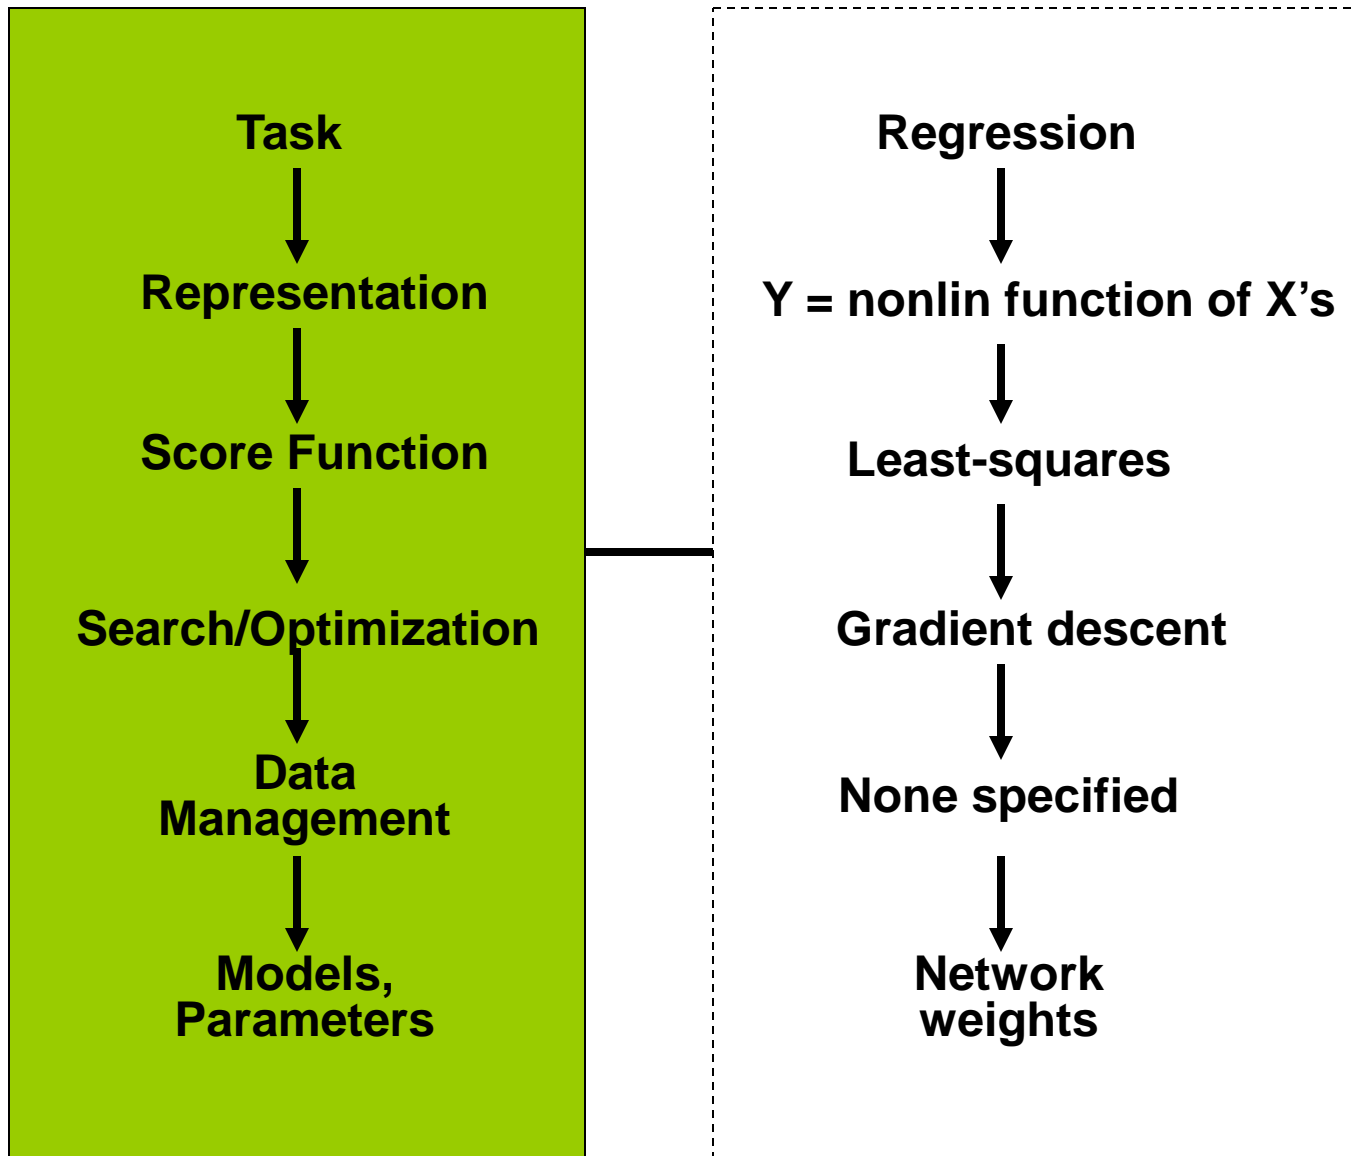 Task
Representation
Score Function
Search/Optimization
Data
Management
Models,
Parameters
Regression
Y = nonlin function of X’s
Least-squares
Gradient descent
None specified
Network
weights